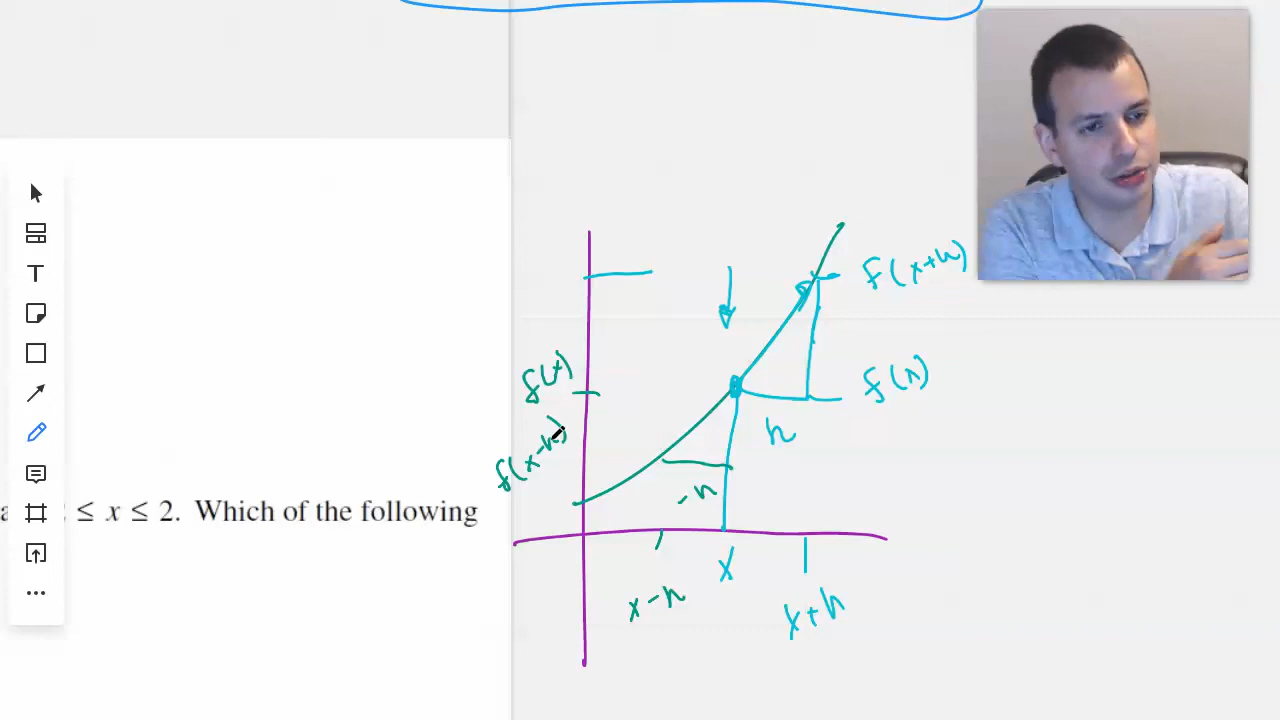 T
f(x+h)
f(x)
f(x)
h
f(x-h)
-h
≤ x ≤ 2. Which of the following
x
x-h
x+h